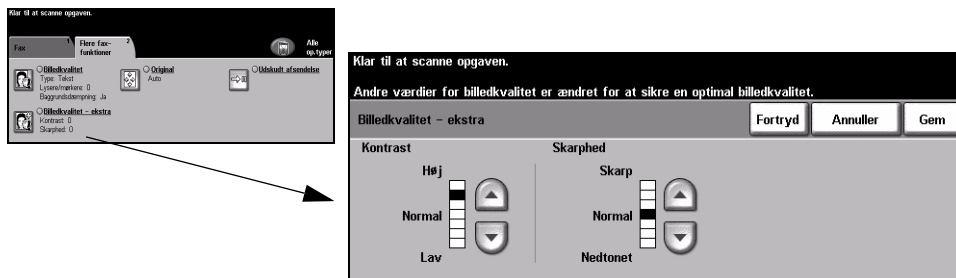 Klar til at scanne opgaven.
Fax
1
Flere fax-
funktioner
2
Alle
op.typer
Billedkvalitet
Type: Tekst
Lysere/mørkere: 0
Baggrundsdæmpning: Ja
Original
Auto
Udskudt afsendelse
Billedkvalitet - ekstra
Kontrast: 0
Skarphed: 0
Klar til at scanne opgaven.
Andre værdier for billedkvalitet er ændret for at sikre en optimal billedkvalitet.
Billedkvalitet - ekstra
Fortryd
Annuller
Gem
Kontrast
Høj
Normal
Lav
Skarphed
Skarp
Normal
Nedtonet